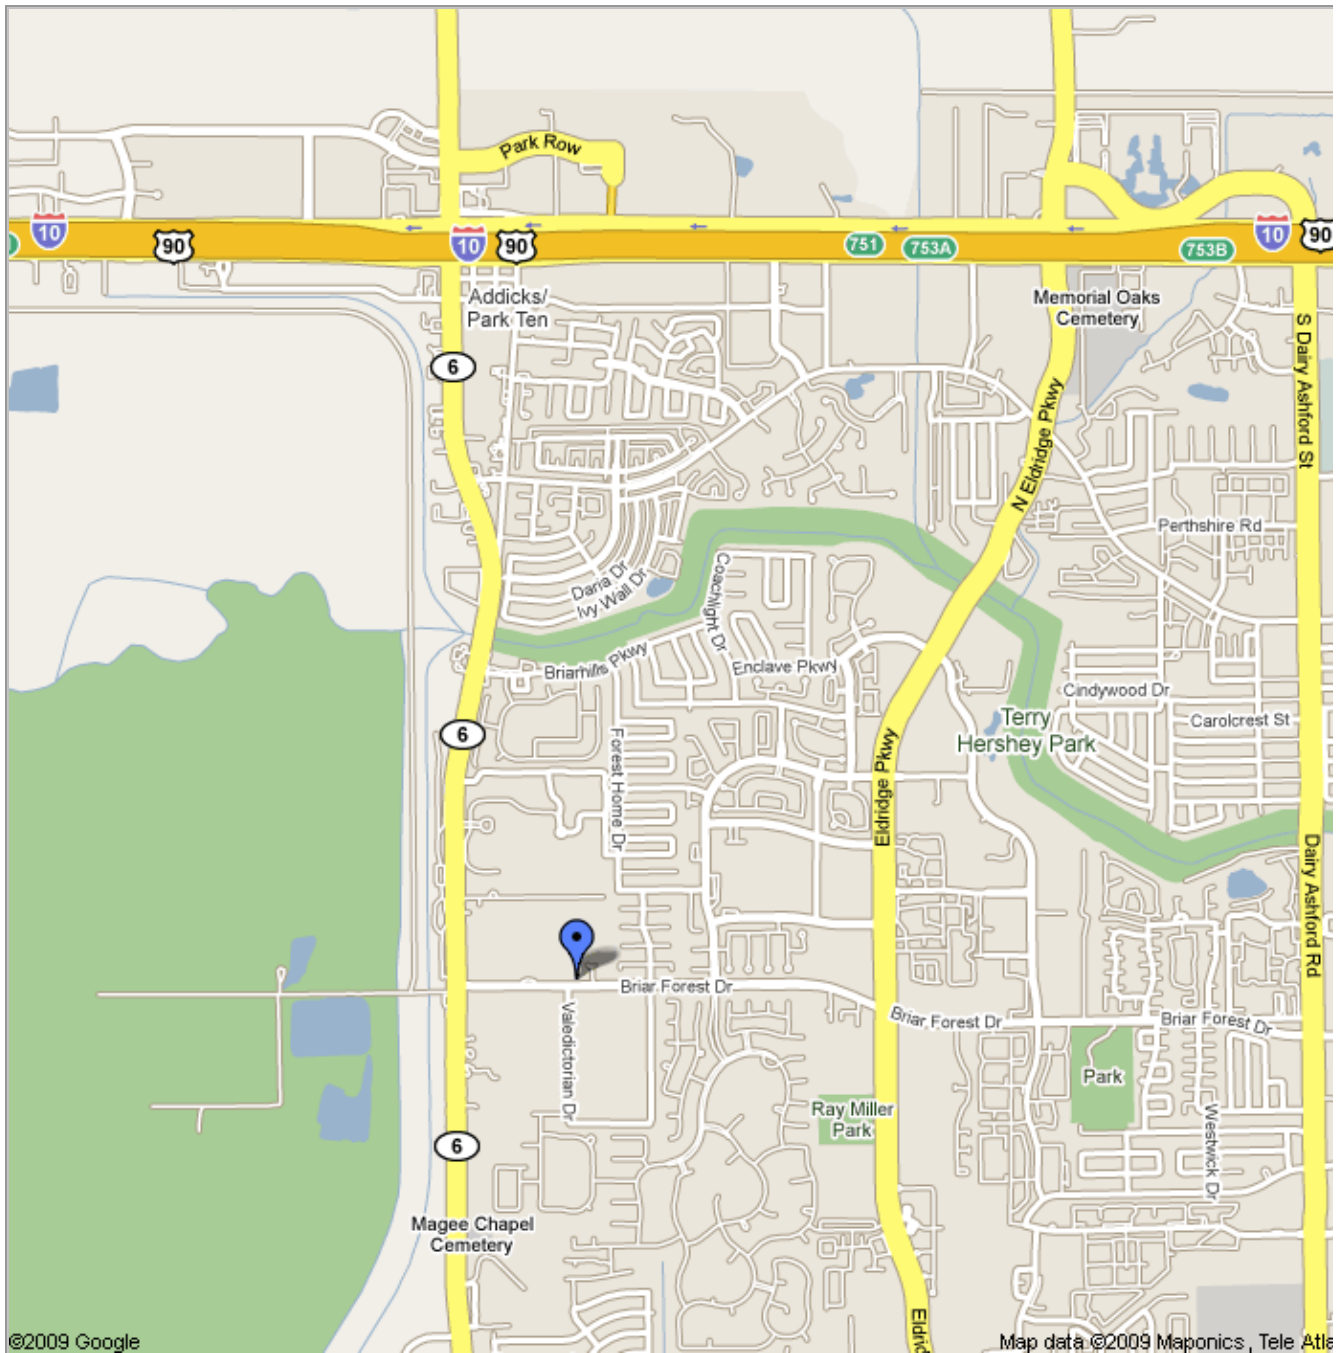 Park Row
10
90
10
90
751
753A
753B
10
90
Addicks/
Park Ten
Memorial Oaks
Cemetery
S Dairy Ashford St
6
N Eldridge Pkwy
Perthshire Rd
Daria Dr
Ivy Wall Dr
Coachlight Dr
Briarhills Pkwy
Enclave Pkwy
Cindywood Dr
Carolcrest St
Terry
Hershey Park
6
Forest Home Dr
Eldridge Pkwy
Dairy Ashford Rd
Briar Forest Dr
Briar Forest Dr
Briar Forest Dr
Valedictorian Dr
Park
Ray Miller
Park
Westwick Dr
6
Magee Chapel
Cemetery
Eldrid
©2009 Google
Map data ©2009 Maponics, Tele Atla